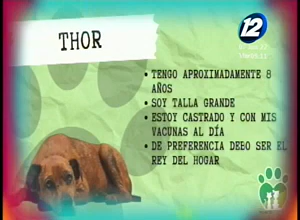 THOR
12
• TENGO APROXIMADAMENTE 8
AÑOS
• SOY TALLA GRANDE
• ESTOY CASTRADO Y CON MIS
VACUNAS AL DÍA
• DE PREFERENCIA DEBO SER EL
REY DEL HOGAR